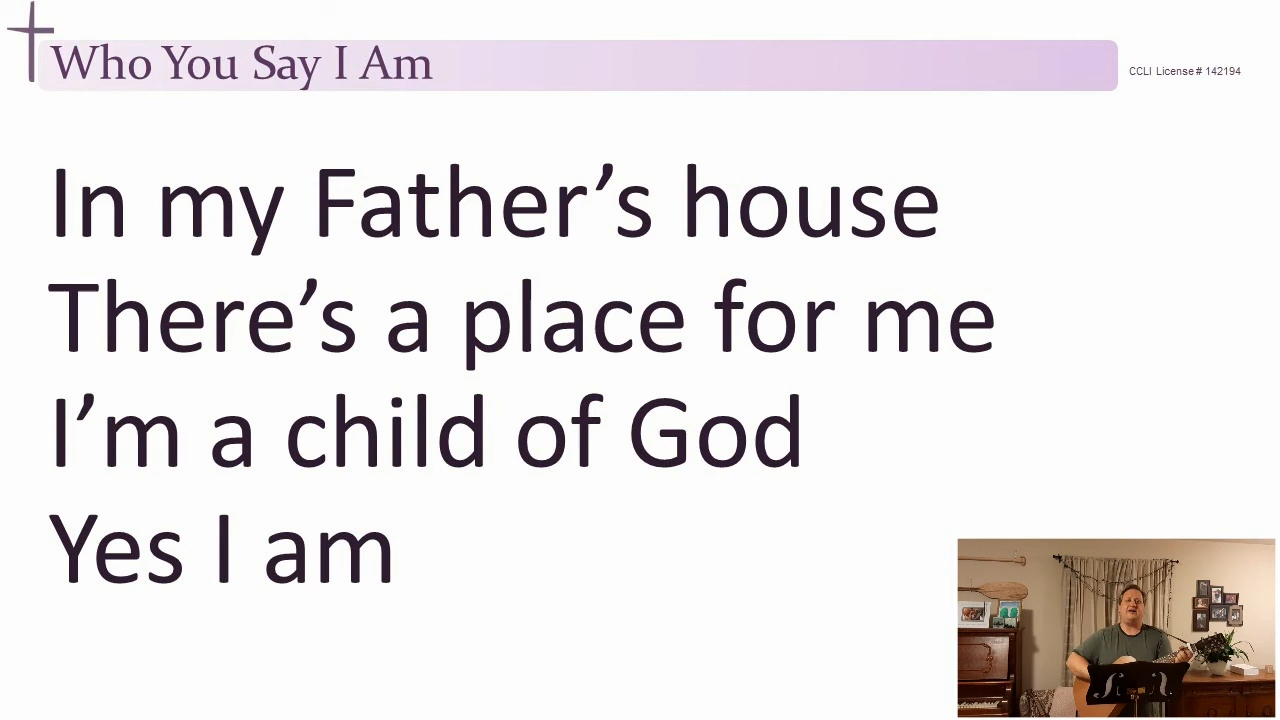 Who You Say I Am
CCLI License # 142194
In my Father’s house
There’s a place for me
I’m a child of God
Yes I am